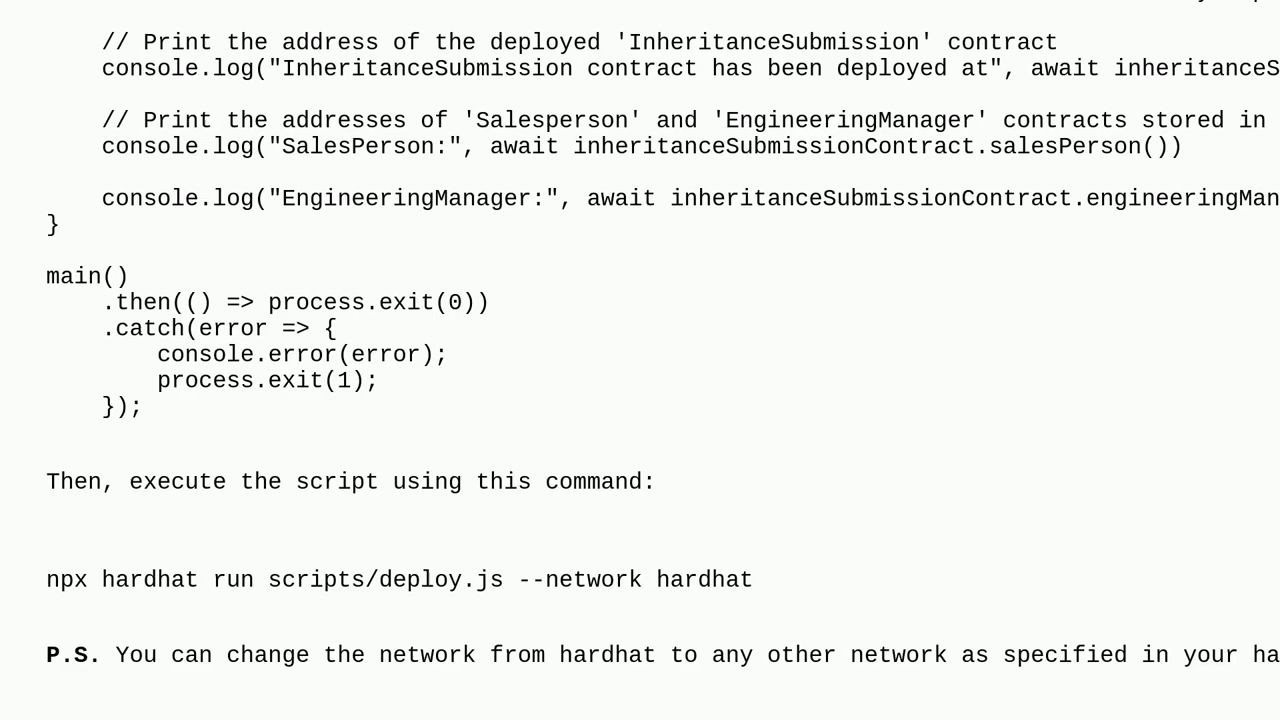 // Print the address of the deployed 'InheritanceSubmission' contract
console.log("InheritanceSubmission contract has been deployed at", await inheritanceS
// Print the addresses of 'Salesperson' and 'EngineeringManager' contracts stored in
console.log("SalesPerson:", await inheritanceSubmissionContract.salesPerson())
console.log("EngineeringManager:", await inheritanceSubmissionContract.engineeringMan
}
main()
.then(() => process.exit(0))
.catch(error => {
console.error(error);
process.exit(1);
});
Then, execute the script using this command:
npx hardhat run scripts/deploy.js --network hardhat
P.S. You can change the network from hardhat to any other network as specified in your ha